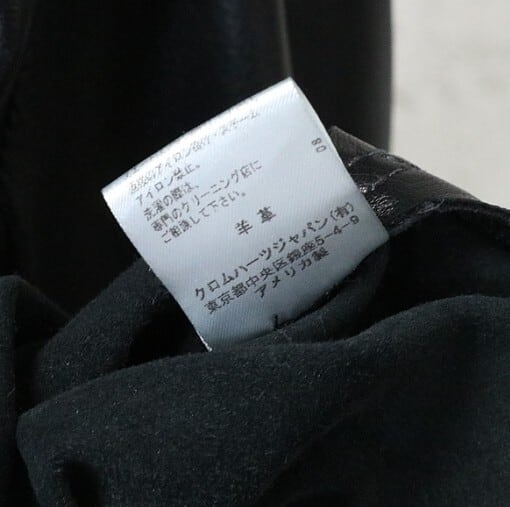 アイロン禁止。
洗濯の際は、
専門のクリーニング店に
ご相談して下さい。
羊革
クロムハーツジャパン(有)
東京都中央区銀座5-4-9
アメリカ製
08